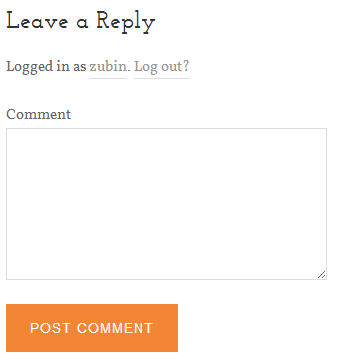 Leave a Reply
Logged in as zubin. Log out?
Comment
POST COMMENT